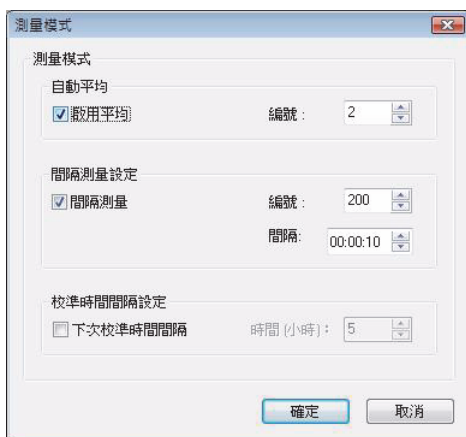 測量模式
測量模式
自動平均
啟用平均 編號： 2
間隔測量設定
間隔測量 編號： 200
間隔: 00:00:10
校準時間間隔設定
下次校準時間間隔 時間 (小時)： 5
確定 取消